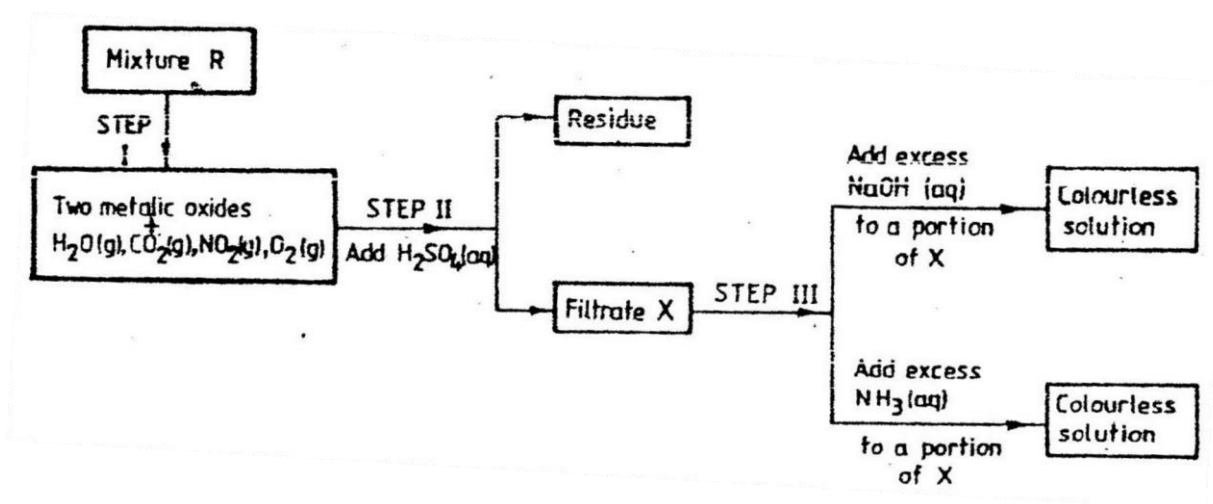 Mixture R
STEP
I
Two metalic oxides
+
H₂O(g), CO₂(g), NO₂(g), O₂(g)
STEP II
Add H₂SO₄(aq)
Residue
Filtrate X
STEP III
Add excess
NaOH (aq)
to a portion
of X
Colourless
solution
Add excess
NH₃(aq)
to a portion
of X
Colourless
solution